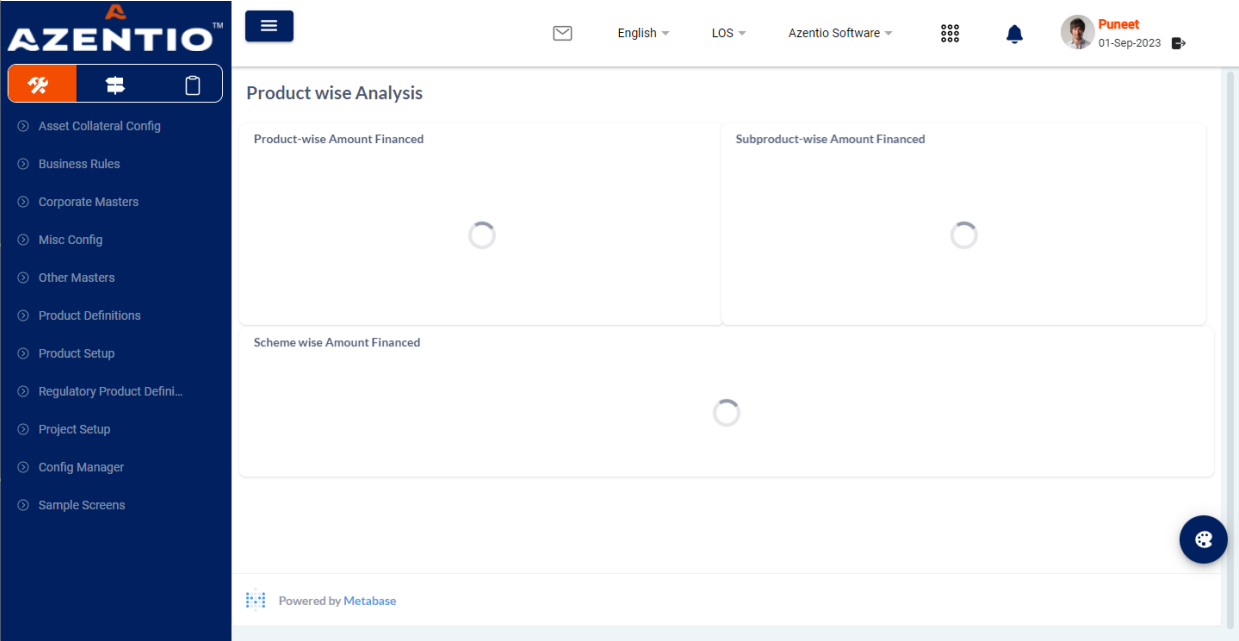 AZENTIO™
English
LOS
Azentio Software
Puneet
01-Sep-2023
Asset Collateral Config
Business Rules
Corporate Masters
Misc Config
Other Masters
Product Definitions
Product Setup
Regulatory Product Defini...
Project Setup
Config Manager
Sample Screens
Product wise Analysis
Product-wise Amount Financed
Subproduct-wise Amount Financed
Scheme wise Amount Financed
Powered by Metabase